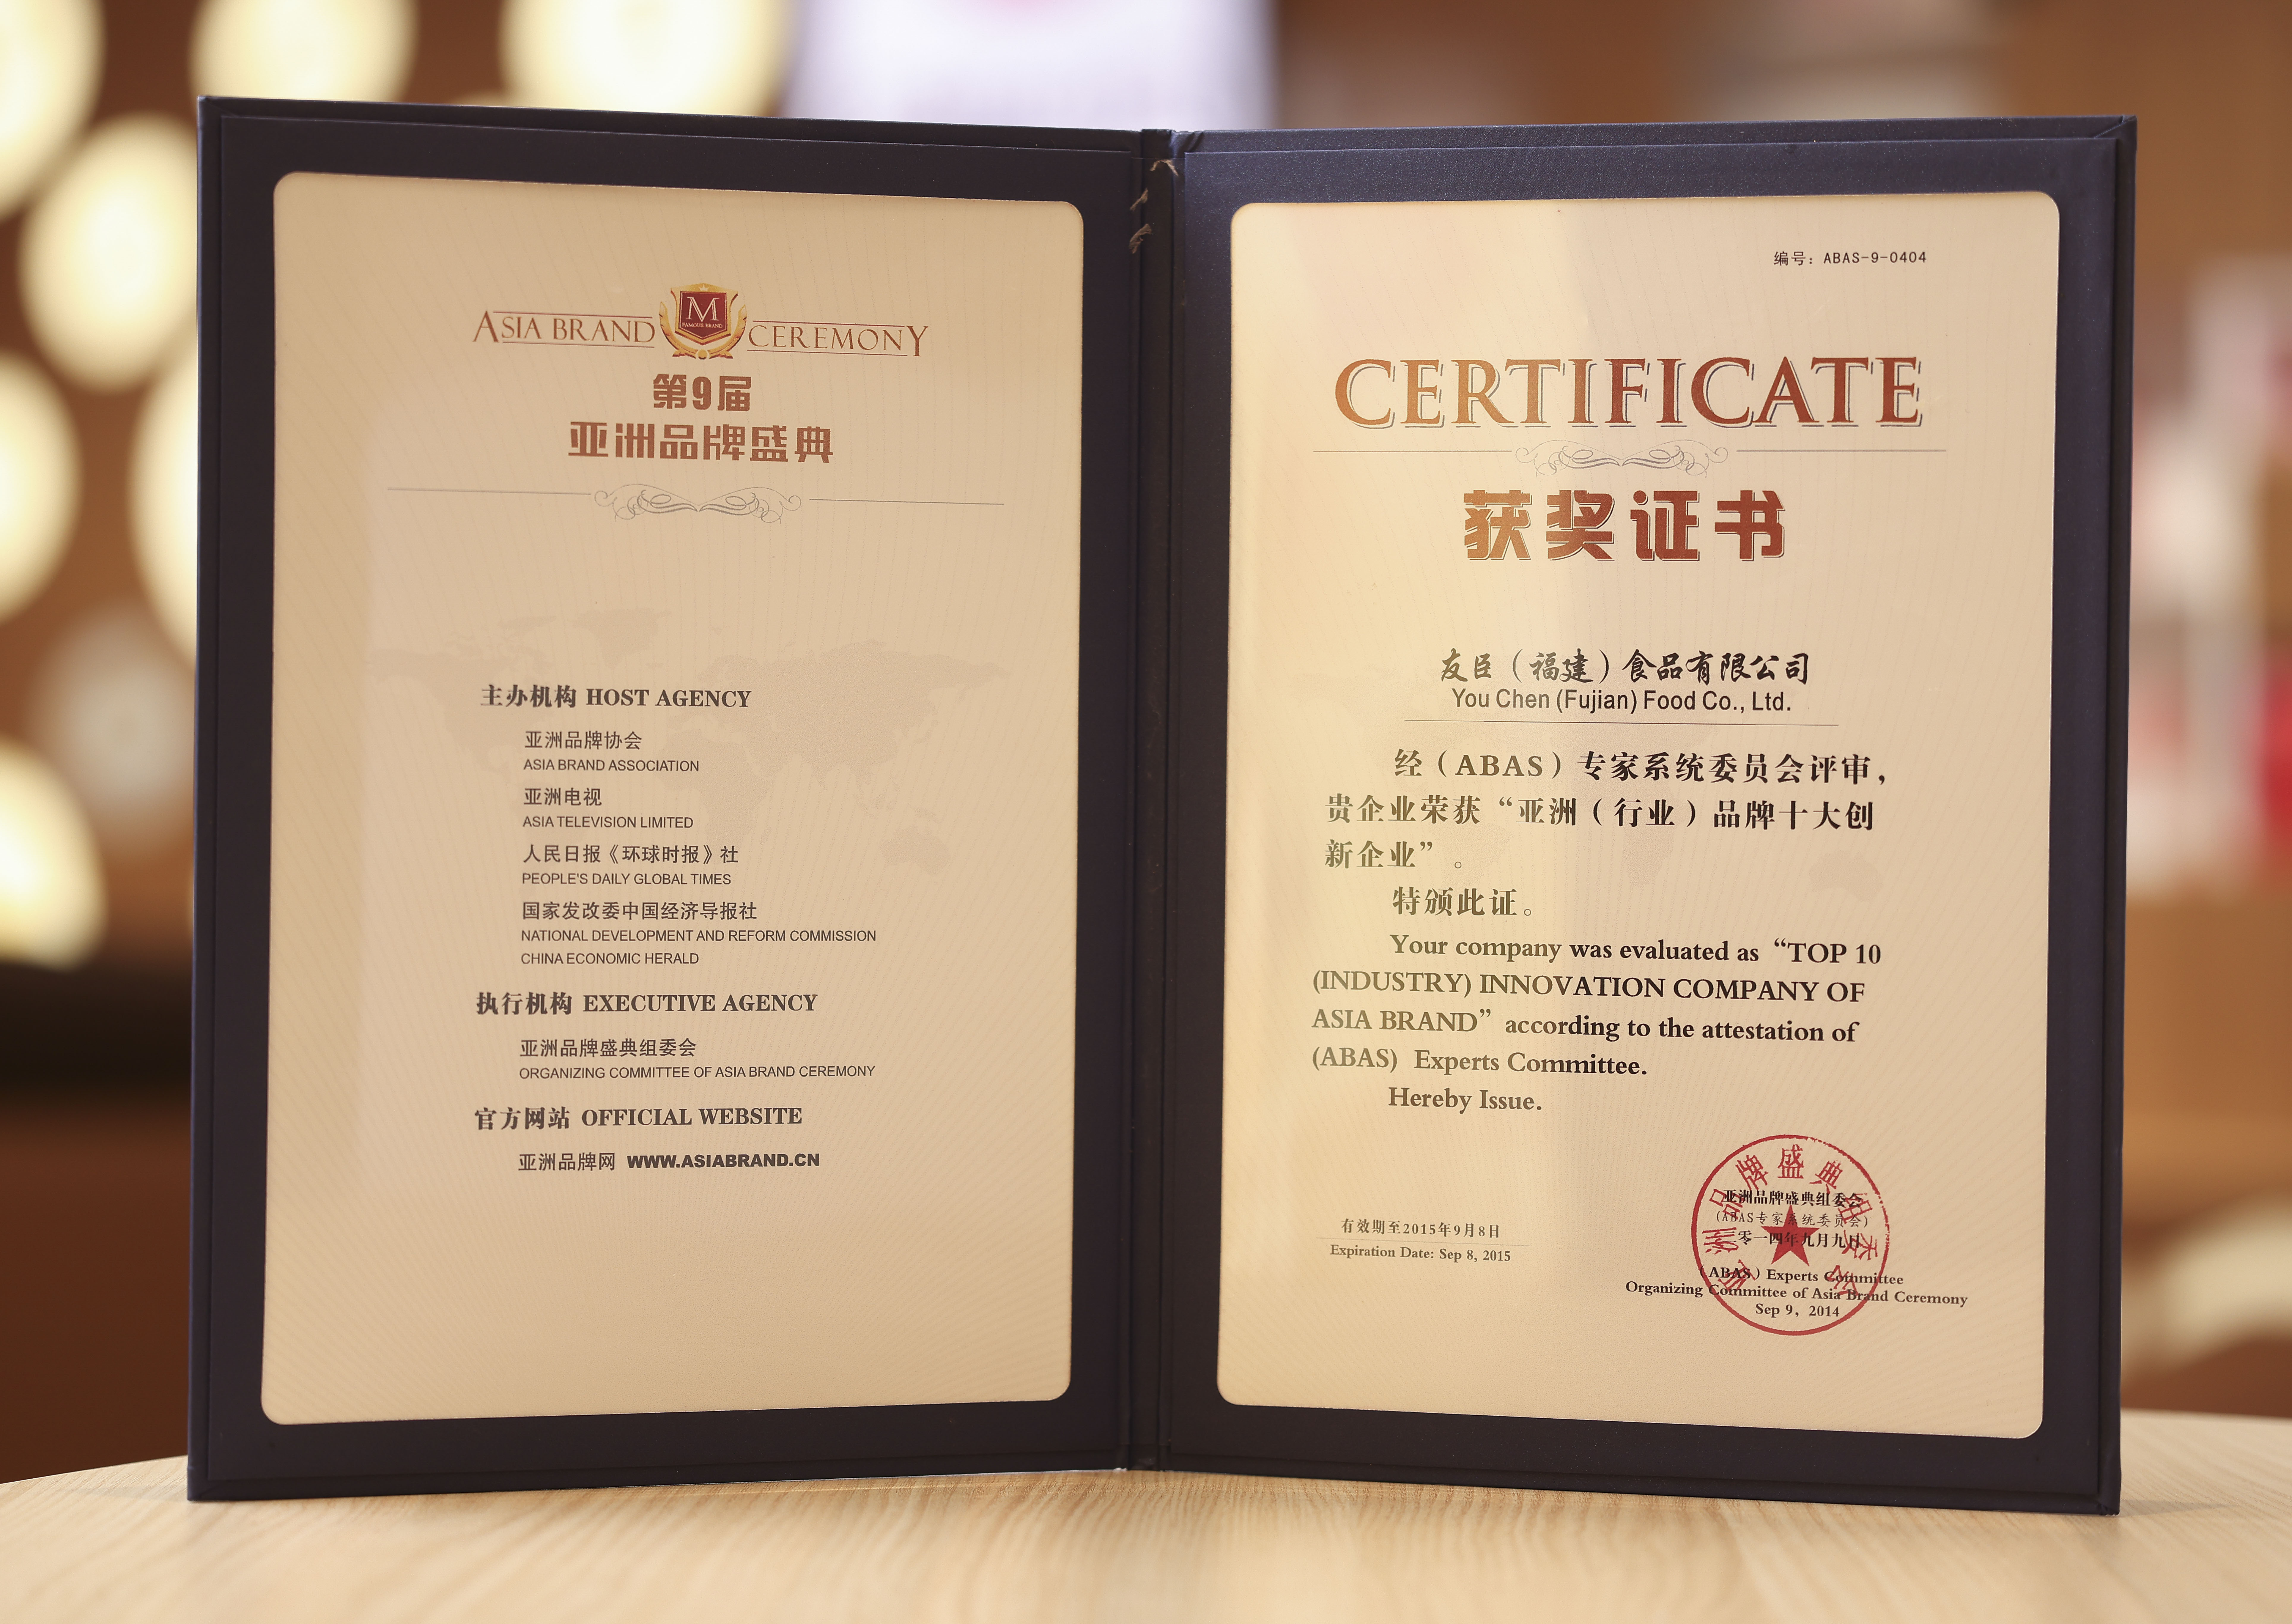 ASIA BRAND CEREMONY
M
FAMOUS BRAND
第9届
亚洲品牌盛典
主办机构 HOST AGENCY
亚洲品牌协会
ASIA BRAND ASSOCIATION
亚洲电视
ASIA TELEVISION LIMITED
人民日报《环球时报》社
PEOPLE'S DAILY GLOBAL TIMES
国家发改委中国经济导报社
NATIONAL DEVELOPMENT AND REFORM COMMISSION
CHINA ECONOMIC HERALD
执行机构 EXECUTIVE AGENCY
亚洲品牌盛典组委会
ORGANIZING COMMITTEE OF ASIA BRAND CEREMONY
官方网站 OFFICIAL WEBSITE
亚洲品牌网 WWW.ASIABRAND.CN
编号：ABAS-9-0404
CERTIFICATE
获奖证书
友臣（福建）食品有限公司
You Chen (Fujian) Food Co., Ltd.
经（ABAS）专家系统委员会评审，
贵企业荣获“亚洲（行业）品牌十大创
新企业”。
特颁此证。
Your company was evaluated as “TOP 10
(INDUSTRY) INNOVATION COMPANY OF
ASIA BRAND” according to the attestation of
(ABAS) Experts Committee.
Hereby Issue.
有效期至2015年9月8日
Expiration Date: Sep 8, 2015
亚洲品牌盛典组委会
亚洲品牌盛典组委会
(ABAS专家系统委员会)
二零一四年九月九日
(ABAS) Experts Committee
Organizing Committee of Asia Brand Ceremony
Sep 9, 2014